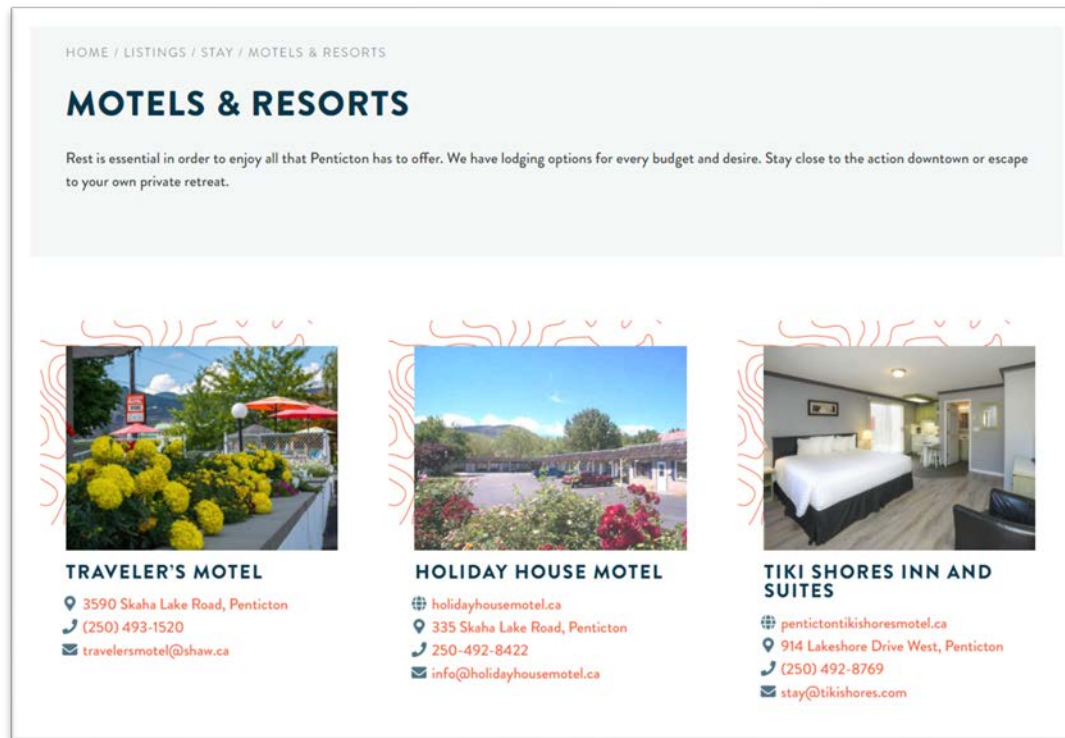 HOME / LISTINGS / STAY / MOTELS & RESORTS
MOTELS & RESORTS
Rest is essential in order to enjoy all that Penticton has to offer. We have lodging options for every budget and desire. Stay close to the action downtown or escape
to your own private retreat.
TRAVELER'S MOTEL
3590 Skaha Lake Road, Penticton
(250) 493-1520
travelersmotel@shaw.ca
HOLIDAY HOUSE MOTEL
holidayhousemotel.ca
335 Skaha Lake Road, Penticton
250-492-8422
info@holidayhousemotel.ca
TIKI SHORES INN AND
SUITES
pentictontikishoresmotel.ca
914 Lakeshore Drive West, Penticton
(250) 492-8769
stay@tikishores.com